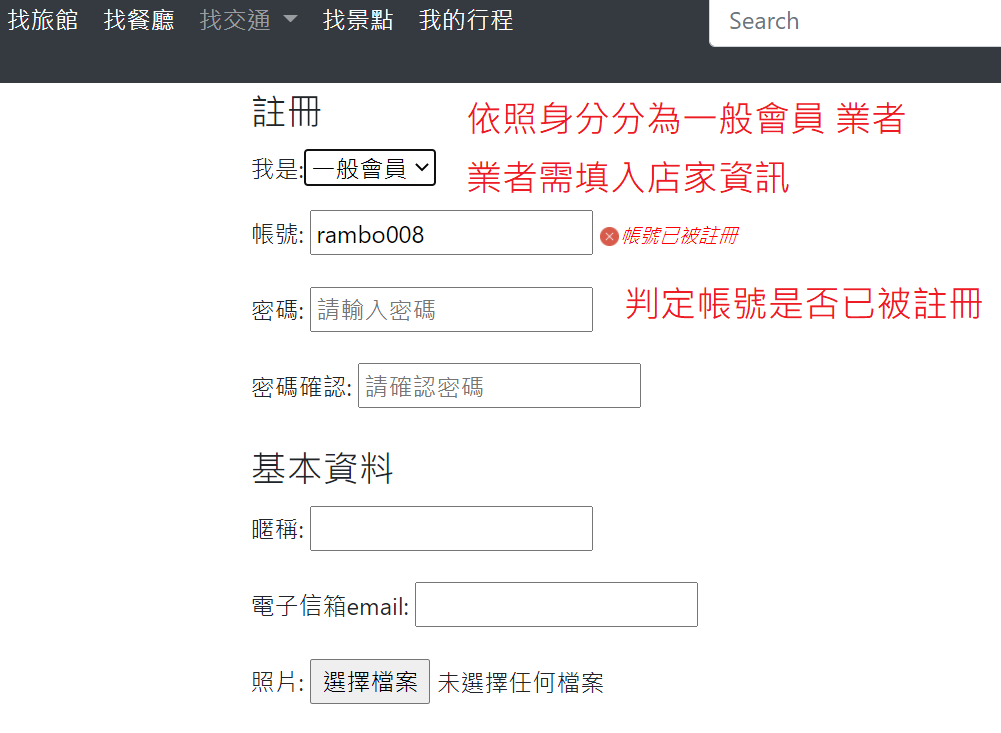 找旅館 找餐廳 找交通 找景點 我的行程 Search
註冊
依照身分分為一般會員 業者
我是: 一般會員
業者需填入店家資訊
帳號: rambo008 帳號已被註冊
密碼: 請輸入密碼
判定帳號是否已被註冊
密碼確認: 請確認密碼
基本資料
暱稱:
電子信箱email:
照片: 選擇檔案 未選擇任何檔案